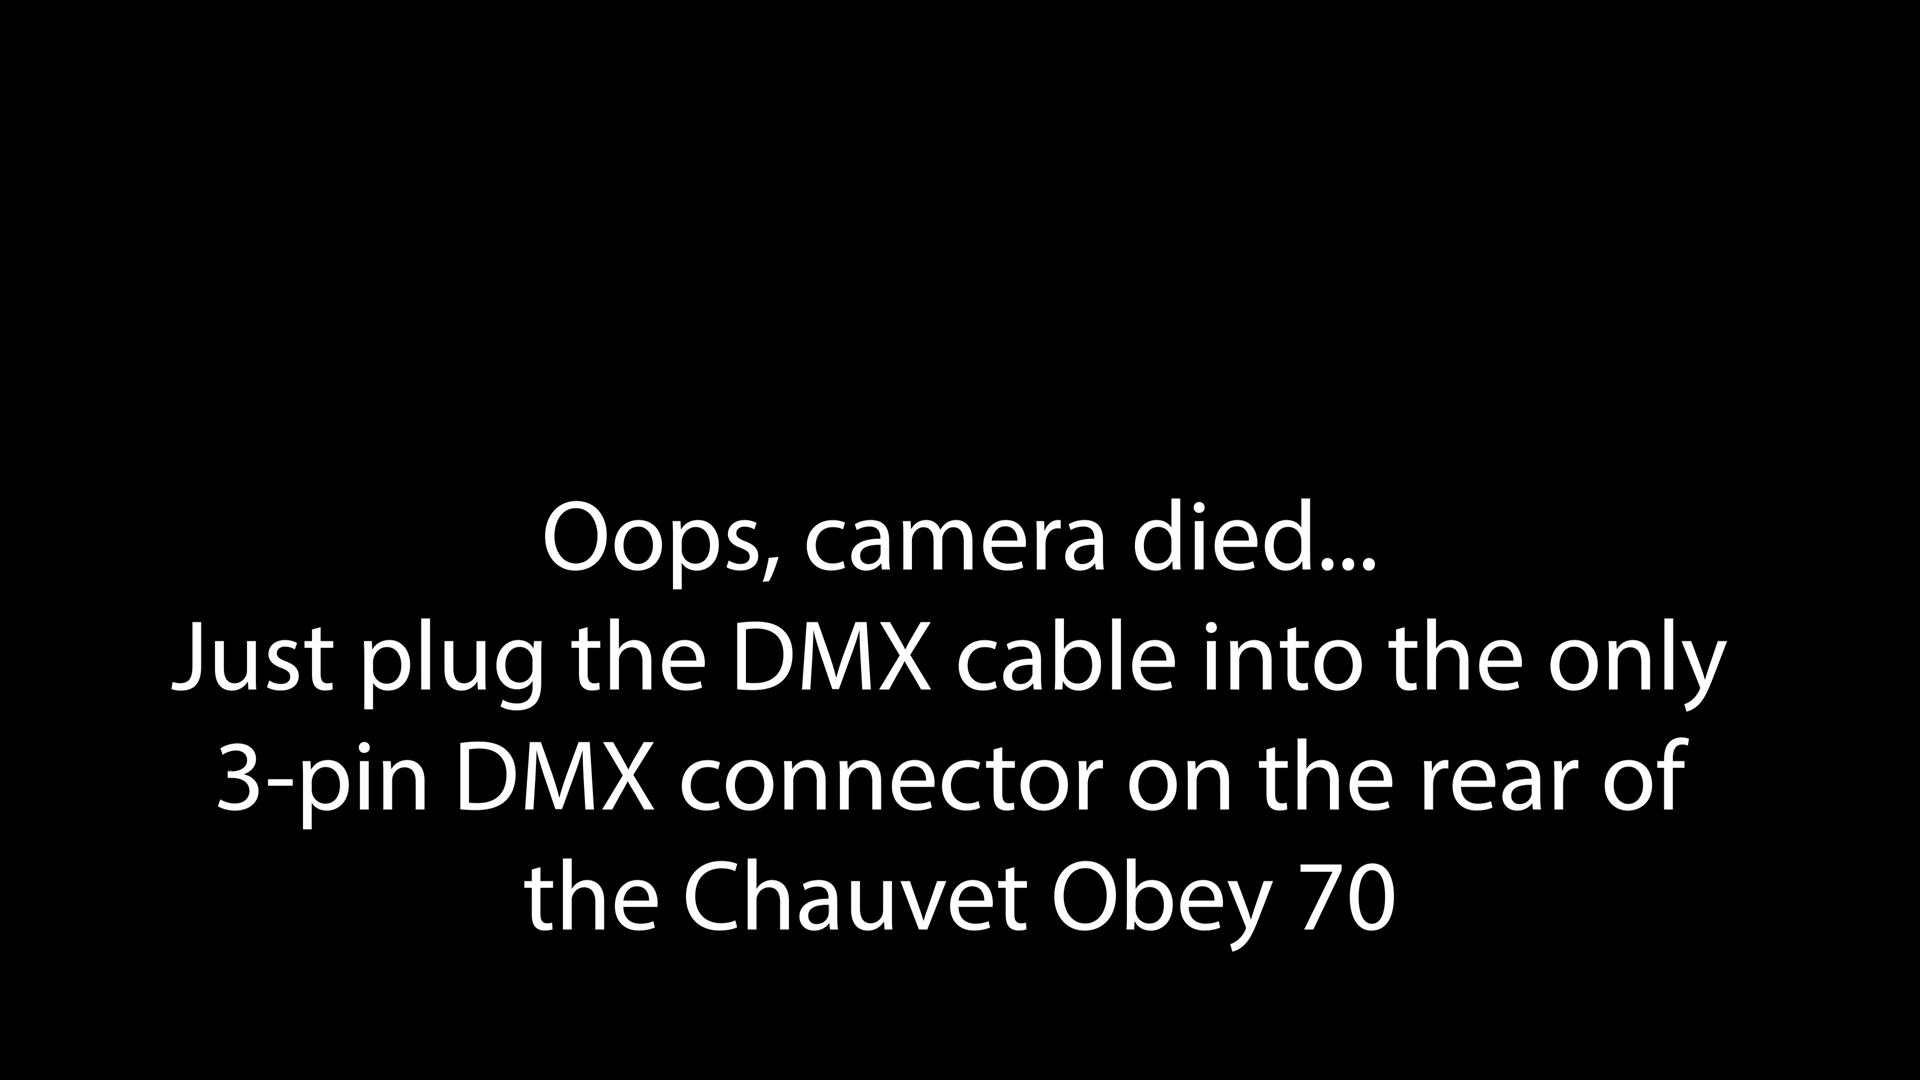 Oops, camera died...
Just plug the DMX cable into the only
3-pin DMX connector on the rear of
the Chauvet Obey 70